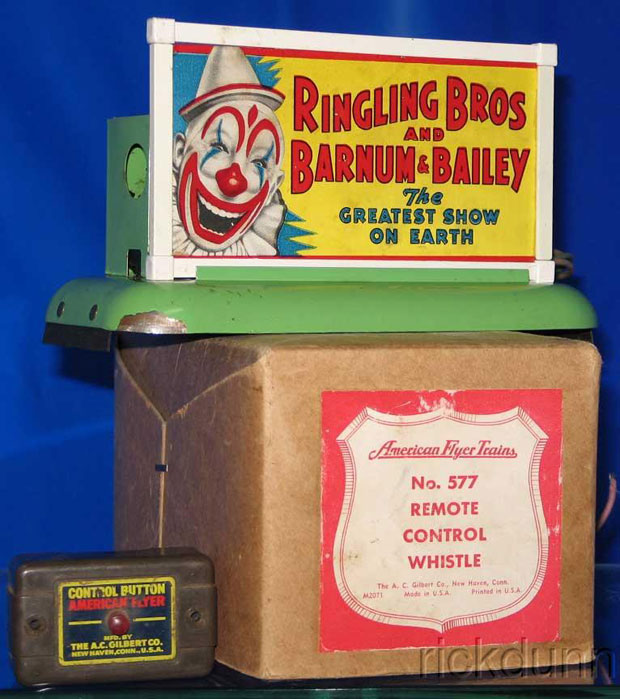 RINGLING BROS
AND
BARNUM & BAILEY
The
GREATEST SHOW
ON EARTH
American Flyer Trains
No. 577
REMOTE
CONTROL
WHISTLE
The A. C. Gilbert Co., New Haven, Conn.
M2071 Made in U.S.A. Printed in U.S.A.
CONTROL BUTTON
AMERICAN FLYER
MFD. BY
THE A.C. GILBERT CO.
NEW HAVEN, CONN., U.S.A.
rickdunn